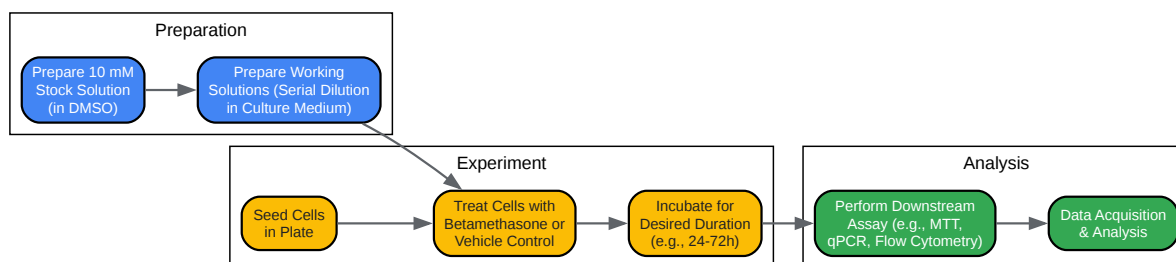 Preparation
Prepare 10 mM
Stock Solution
(in DMSO)
Prepare Working
Solutions (Serial Dilution
in Culture Medium)
Experiment
Seed Cells
in Plate
Treat Cells with
Betamethasone or
Vehicle Control
Incubate for
Desired Duration
(e.g., 24-72h)
Analysis
Perform Downstream
Assay (e.g., MTT,
qPCR, Flow Cytometry)
Data Acquisition
& Analysis